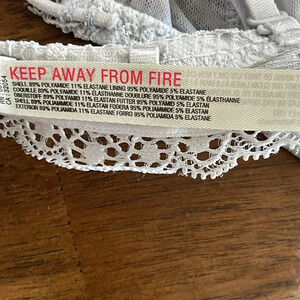 KEEP AWAY FROM FIRE
SHELL 89% POLYAMIDE 11% ELASTANE LINING 95% POLYAMIDE 5% ELASTANE
COQUILLE 89% POLYAMIDE 11% ÉLASTHANNE DOUBLURE 95% POLYAMIDE 5% ÉLASTHANNE
OBERSTOFF 89% POLYAMID 11% ELASTAN FUTTER 95% POLYAMID 5% ELASTAN
SHELL 89% POLIAMMIDE 11% ELASTAN FODERA 95% POLIAMMIDE 5% ELASTAN
EXTERIOR 89% POLIAMIDA 11% ELASTANO FORRO 95% POLIAMIDA 5% ELASTANO